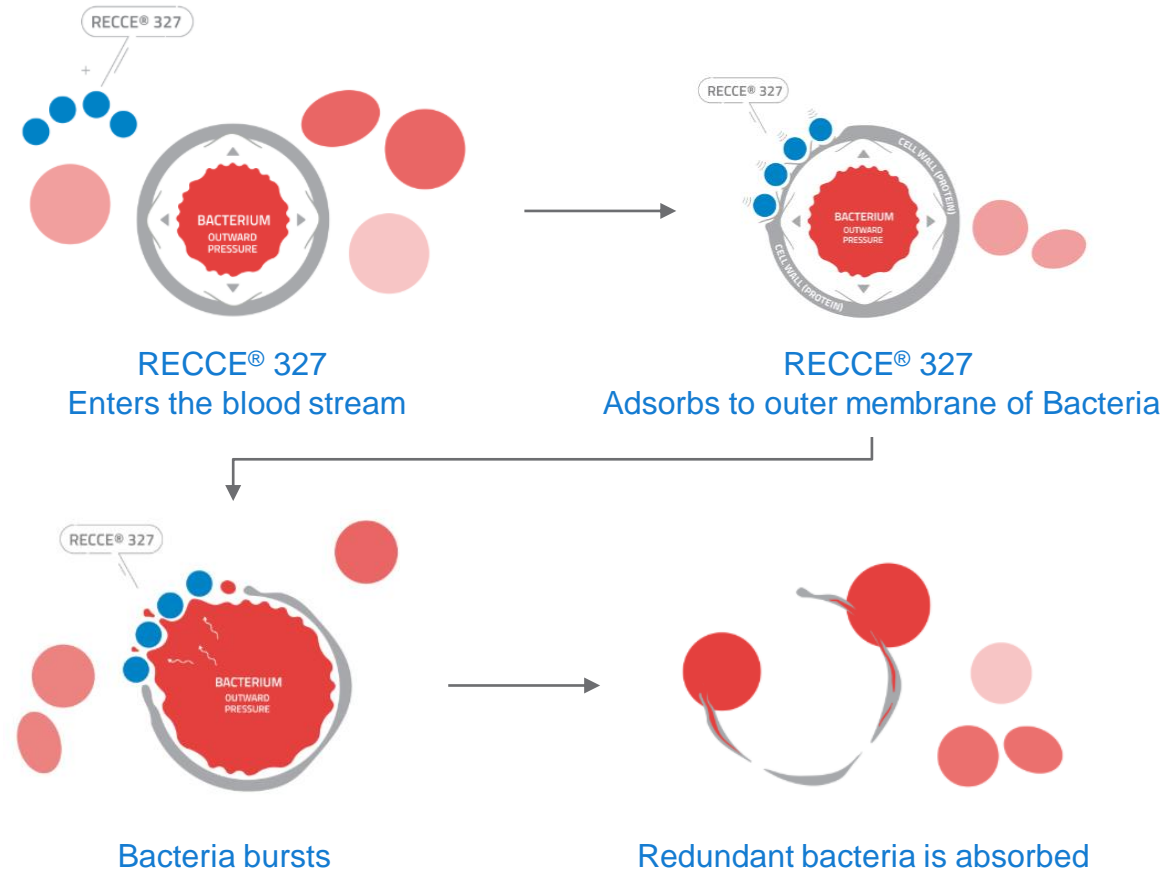 RECCE® 327
BACTERIUM
OUTWARD
PRESSURE
RECCE® 327
Enters the blood stream
RECCE® 327
CELL WALL (PROTEIN)
BACTERIUM
OUTWARD
PRESSURE
CELL WALL (PROTEIN)
RECCE® 327
Adsorbs to outer membrane of Bacteria
RECCE® 327
BACTERIUM
OUTWARD
PRESSURE
Bacteria bursts
Redundant bacteria is absorbed